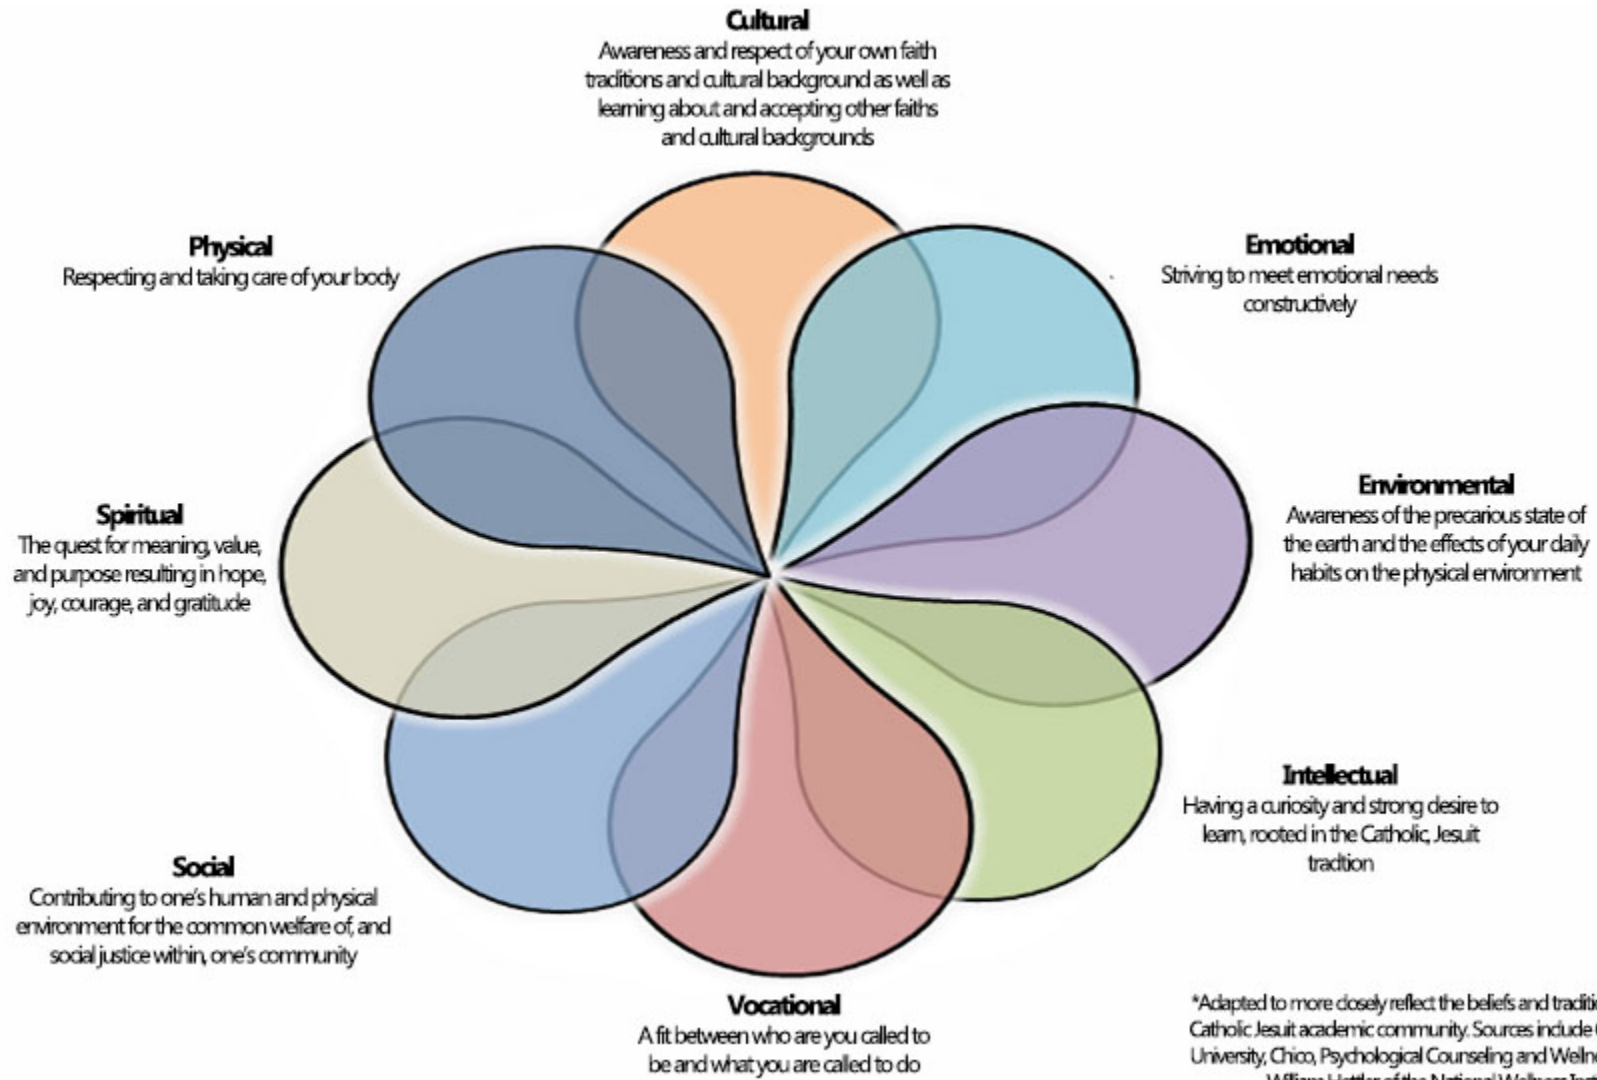 Cultural
Awareness and respect of your own faith
traditions and cultural background as well as
learning about and accepting other faiths
and cultural backgrounds
Physical
Respecting and taking care of your body
Emotional
Striving to meet emotional needs
constructively
Environmental
Awareness of the precarious state of
the earth and the effects of your daily
habits on the physical environment
Spiritual
The quest for meaning, value,
and purpose resulting in hope,
joy, courage, and gratitude
Intellectual
Having a curiosity and strong desire to
learn, rooted in the Catholic, Jesuit
tradtion
Social
Contributing to one's human and physical
environment for the common welfare of, and
social justice within, one's community
Vocational
A fit between who are you called to
be and what you are called to do
*Adapted to more closely reflect the beliefs and
Catholic Jesuit academic community. Sources include
University, Chico, Psychological Counseling and
William Hettler of the National Wellness